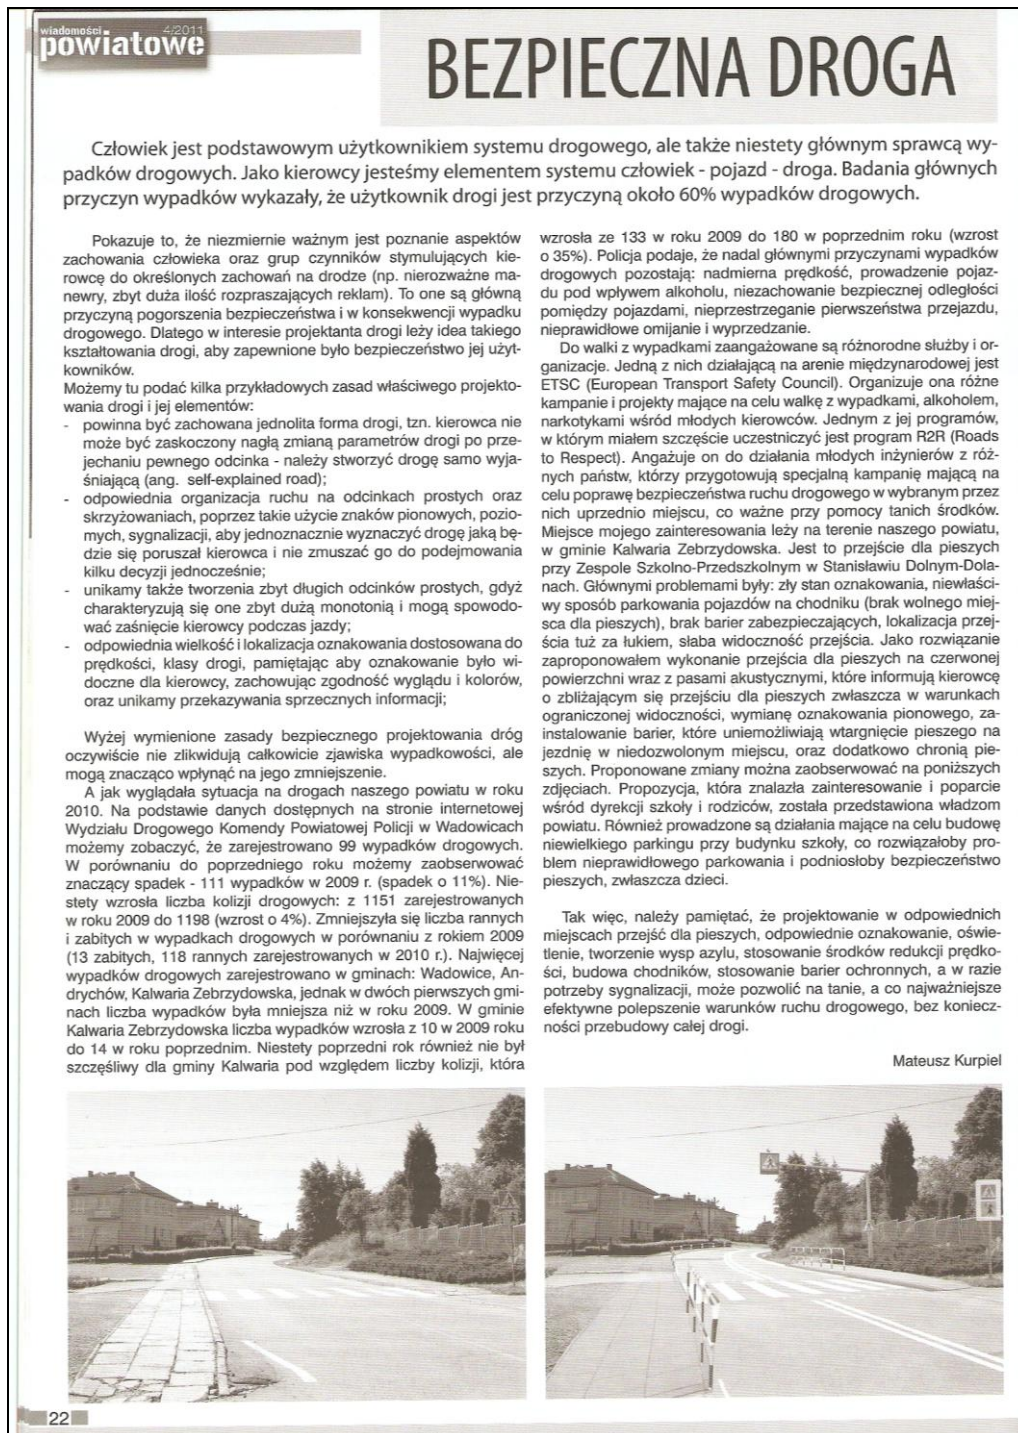 wiadomości 4/2011
powiatowe
BEZPIECZNA DROGA
Człowiek jest podstawowym użytkownikiem systemu drogowego, ale także niestety głównym sprawcą wy-
padków drogowych. Jako kierowcy jesteśmy elementem systemu człowiek - pojazd - droga. Badania głównych
przyczyn wypadków wykazały, że użytkownik drogi jest przyczyną około 60% wypadków drogowych.
Pokazuje to, że niezmiernie ważnym jest poznanie aspektów
zachowania człowieka oraz grup czynników stymulujących kie-
rowcę do określonych zachowań na drodze (np. nierozważne ma-
newry, zbyt duża ilość rozpraszających reklam). To one są główną
przyczyną pogorszenia bezpieczeństwa i w konsekwencji wypadku
drogowego. Dlatego w interesie projektanta drogi leży idea takiego
kształtowania drogi, aby zapewnione było bezpieczeństwo jej użyt-
kowników.
Możemy tu podać kilka przykładowych zasad właściwego projekto-
wania drogi i jej elementów:
- powinna być zachowana jednolita forma drogi, tzn. kierowca nie
może być zaskoczony nagłą zmianą parametrów drogi po prze-
jechaniu pewnego odcinka - należy stworzyć drogę samo wyja-
śniającą (ang. self-explained road);
- odpowiednia organizacja ruchu na odcinkach prostych oraz
skrzyżowaniach, poprzez takie użycie znaków pionowych, pozio-
mych, sygnalizacji, aby jednoznacznie wyznaczyć drogę jaką bę-
dzie się poruszał kierowca i nie zmuszać go do podejmowania
kilku decyzji jednocześnie;
- unikamy także tworzenia zbyt długich odcinków prostych, gdyż
charakteryzują się one zbyt dużą monotonią i mogą spowodo-
wać zaśnięcie kierowcy podczas jazdy;
- odpowiednia wielkość i lokalizacja oznakowania dostosowana do
prędkości, klasy drogi, pamiętając aby oznakowanie było wi-
doczne dla kierowcy, zachowując zgodność wyglądu i kolorów,
oraz unikamy przekazywania sprzecznych informacji;
Wyżej wymienione zasady bezpiecznego projektowania dróg
oczywiście nie zlikwidują całkowicie zjawiska wypadkowości, ale
mogą znacząco wpłynąć na jego zmniejszenie.
A jak wyglądała sytuacja na drogach naszego powiatu w roku
2010. Na podstawie danych dostępnych na stronie internetowej
Wydziału Drogowego Komendy Powiatowej Policji w Wadowicach
możemy zobaczyć, że zarejestrowano 99 wypadków drogowych.
W porównaniu do poprzedniego roku możemy zaobserwować
znaczący spadek - 111 wypadków w 2009 r. (spadek o 11%). Nie-
stety wzrosła liczba kolizji drogowych: z 1151 zarejestrowanych
w roku 2009 do 1198 (wzrost o 4%). Zmniejszyła się liczba rannych
i zabitych w wypadkach drogowych w porównaniu z rokiem 2009
(13 zabitych, 118 rannych zarejestrowanych w 2010 r.). Najwięcej
wypadków drogowych zarejestrowano w gminach: Wadowice, An-
drychów, Kalwaria Zebrzydowska, jednak w dwóch pierwszych gmi-
nach liczba wypadków była mniejsza niż w roku 2009. W gminie
Kalwaria Zebrzydowska liczba wypadków wzrosła z 10 w 2009 roku
do 14 w roku poprzednim. Niestety poprzedni rok również nie był
szczęśliwy dla gminy Kalwaria pod względem liczby kolizji, która
wzrosła ze 133 w roku 2009 do 180 w poprzednim roku (wzrost
o 35%). Policja podaje, że nadal głównymi przyczynami wypadków
drogowych pozostają: nadmierna prędkość, prowadzenie pojaz-
du pod wpływem alkoholu, niezachowanie bezpiecznej odległości
pomiędzy pojazdami, nieprzestrzeganie pierwszeństwa przejazdu,
nieprawidłowe omijanie i wyprzedzanie.
Do walki z wypadkami zaangażowane są różnorodne służby i or-
ganizacje. Jedną z nich działającą na arenie międzynarodowej jest
ETSC (European Transport Safety Council). Organizuje ona różne
kampanie i projekty mające na celu walkę z wypadkami, alkoholem,
narkotykami wśród młodych kierowców. Jednym z jej programów,
w którym miałem szczęście uczestniczyć jest program R2R (Roads
to Respect). Angażuje on do działania młodych inżynierów z róż-
nych państw, którzy przygotowują specjalną kampanię mającą na
celu poprawę bezpieczeństwa ruchu drogowego w wybranym przez
nich uprzednio miejscu, co ważne przy pomocy tanich środków.
Miejsce mojego zainteresowania leży na terenie naszego powiatu,
w gminie Kalwaria Zebrzydowska. Jest to przejście dla pieszych
przy Zespole Szkolno-Przedszkolnym w Stanisławiu Dolnym-Dola-
nach. Głównymi problemami były: zły stan oznakowania, niewłaści-
wy sposób parkowania pojazdów na chodniku (brak wolnego miej-
sca dla pieszych), brak barier zabezpieczających, lokalizacja przej-
ścia tuż za łukiem, słaba widoczność przejścia. Jako rozwiązanie
zaproponowałem wykonanie przejścia dla pieszych na czerwonej
powierzchni wraz z pasami akustycznymi, które informują kierowcę
o zbliżającym się przejściu dla pieszych zwłaszcza w warunkach
ograniczonej widoczności, wymianę oznakowania pionowego, za-
instalowanie barier, które uniemożliwiają wtargnięcie pieszego na
jezdnię w niedozwolonym miejscu, oraz dodatkowo chronią pie-
szych. Proponowane zmiany można zaobserwować na poniższych
zdjęciach. Propozycja, która znalazła zainteresowanie i poparcie
wśród dyrekcji szkoły i rodziców, została przedstawiona władzom
powiatu. Również prowadzone są działania mające na celu budowę
niewielkiego parkingu przy budynku szkoły, co rozwiązałoby pro-
blem nieprawidłowego parkowania i podniosłoby bezpieczeństwo
pieszych, zwłaszcza dzieci.
Tak więc, należy pamiętać, że projektowanie w odpowiednich
miejscach przejść dla pieszych, odpowiednie oznakowanie, oświe-
tlenie, tworzenie wysp azylu, stosowanie środków redukcji prędko-
ści, budowa chodników, stosowanie barier ochronnych, a w razie
potrzeby sygnalizacji, może pozwolić na tanie, a co najważniejsze
efektywne polepszenie warunków ruchu drogowego, bez koniecz-
ności przebudowy całej drogi.
Mateusz Kurpiel
22